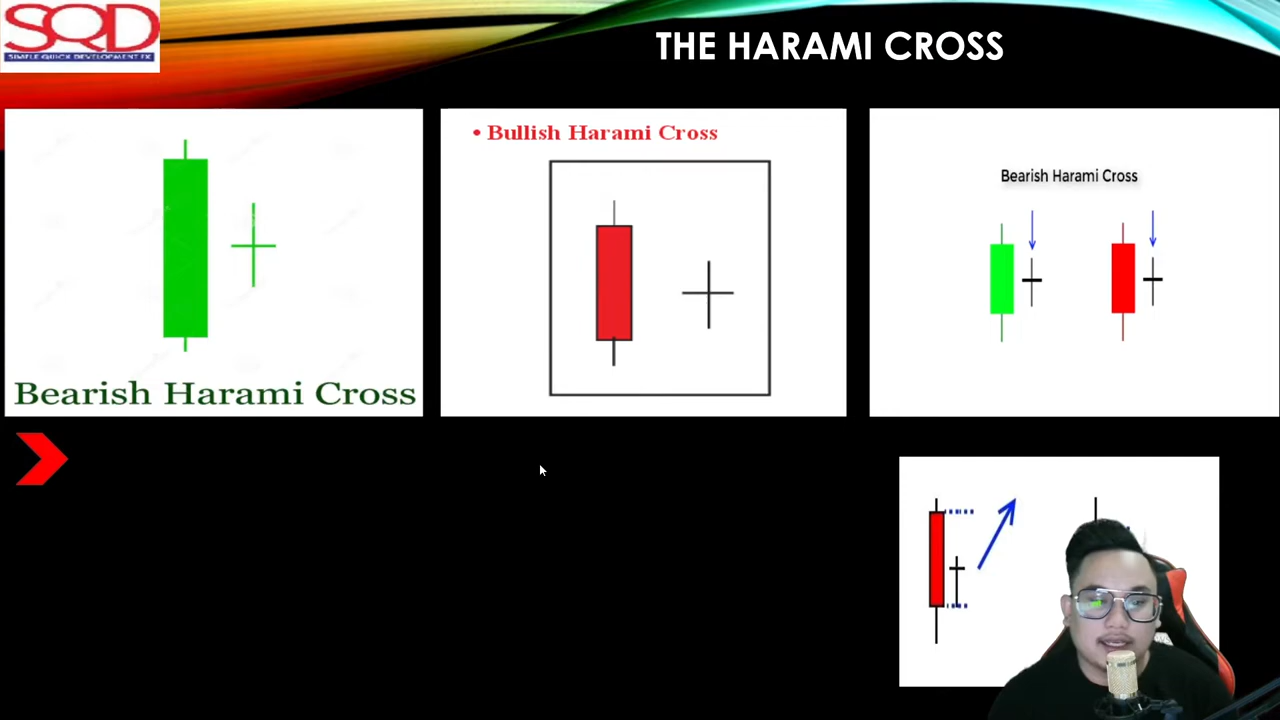 SQD
SIMPLE QUICK DEVELOPMENT FX
THE HARAMI CROSS
Bearish Harami Cross
• Bullish Harami Cross
Bearish Harami Cross